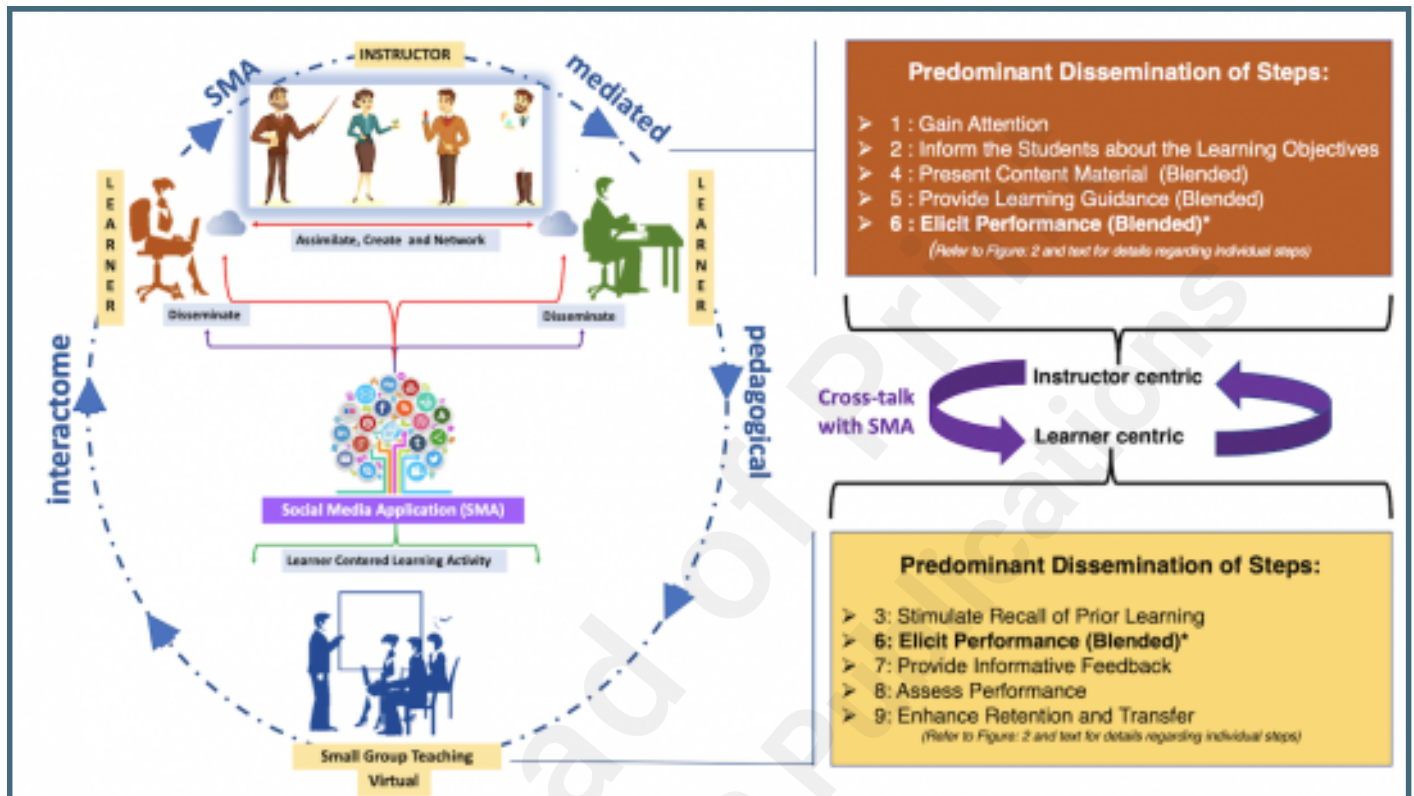 INSTRUCTOR
SMA
mediated
LEARNER
LEARNER
Assimilate, Create and Network
Disseminate
Disseminate
interactome
pedagogical
Social Media Application (SMA)
Learner Centered Learning Activity
Small Group Teaching
Virtual
Predominant Dissemination of Steps:
➢ 1 : Gain Attention
➢ 2 : Inform the Students about the Learning Objectives
➢ 4 : Present Content Material (Blended)
➢ 5 : Provide Learning Guidance (Blended)
➢ 6 : Elicit Performance (Blended)*
(Refer to Figure: 2 and text for details regarding individual steps)
Instructor centric
Cross-talk
with SMA
Learner centric
Predominant Dissemination of Steps:
➢ 3: Stimulate Recall of Prior Learning
➢ 6: Elicit Performance (Blended)*
➢ 7: Provide Informative Feedback
➢ 8: Assess Performance
➢ 9: Enhance Retention and Transfer
(Refer to Figure: 2 and text for details regarding individual steps)